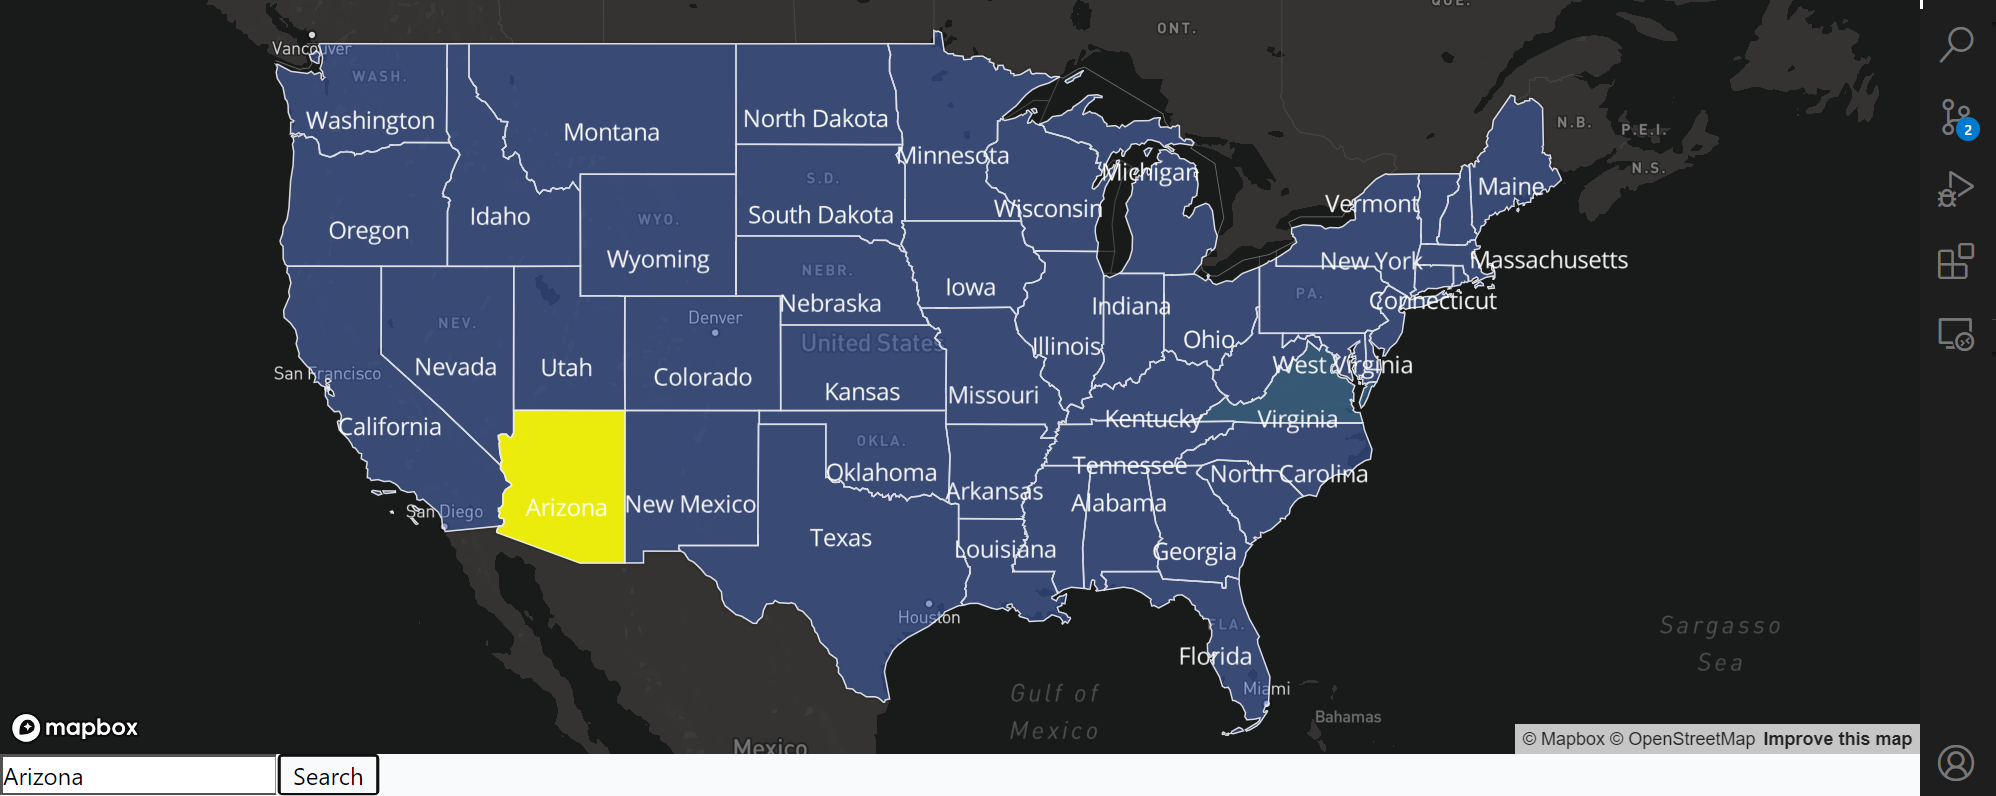 QUE.
ONT.
Vancouver
WASH.
Washington
Montana
North Dakota
N.B.
P.E.I.
2
Minnesota
Michigan
N.S.
S.D.
Maine
Vermont
Wisconsin
South Dakota
Idaho
WYO.
Oregon
Wyoming
New York
Massachusetts
NEBR.
Iowa
PA.
Nebraska
Indiana
Connecticut
Denver
NEV.
Ohio
United States
Illinois
Nevada
Utah
West Virginia
San Francisco
Colorado
Kansas
Missouri
Kentucky
Virginia
California
OKLA.
Tennessee
Oklahoma
North Carolina
Arkansas
Alabama
New Mexico
Arizona
San Diego
Texas
Louisiana
Georgia
Houston
FLA.
Sargasso
Sea
Florida
Miami
Gulf of
Mexico
Bahamas
mapbox
Mexico
© Mapbox © OpenStreetMap Improve this map
Arizona
Search